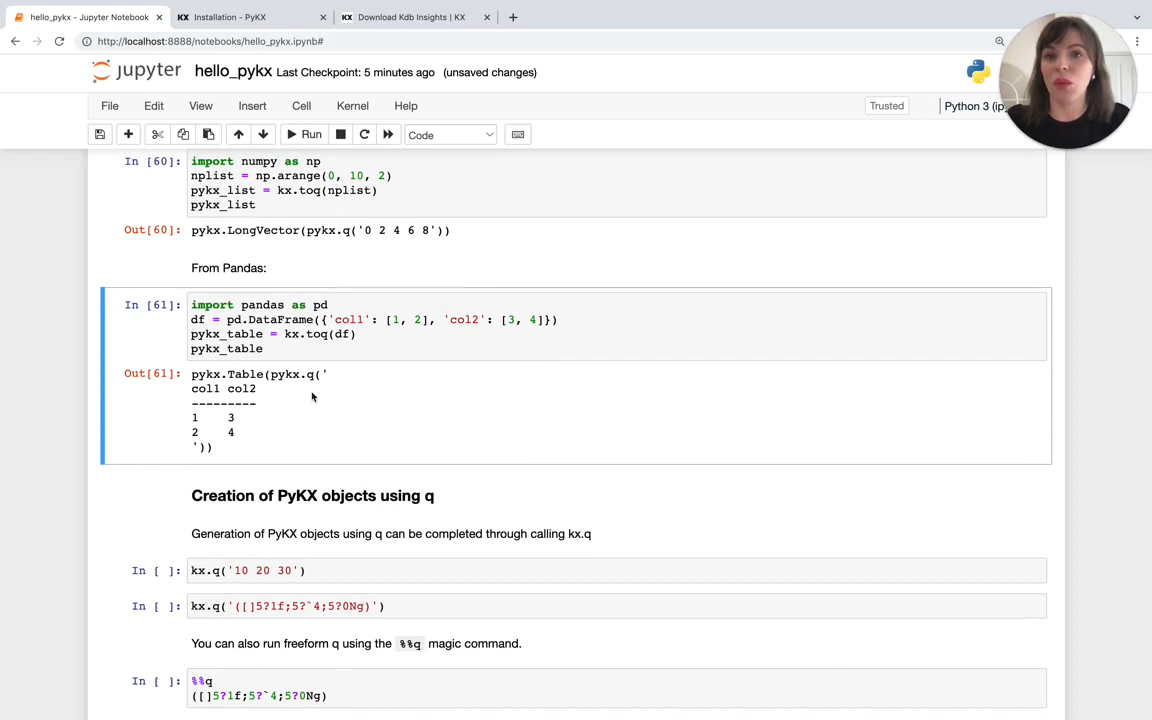 hello_pykx - Jupyter Notebook
KX Installation - PyKX
KX Download Kdb Insights | KX
http://localhost:8888/notebooks/hello_pykx.ipynb#
jupyter hello_pykx Last Checkpoint: 5 minutes ago (unsaved changes)
File Edit View Insert Cell Kernel Help Trusted Python 3 (ip
Run Code
In [60]: import numpy as np
nplist = np.arange(0, 10, 2)
pykx_list = kx.toq(nplist)
pykx_list
Out[60]: pykx.LongVector(pykx.q('0 2 4 6 8'))
From Pandas:
In [61]: import pandas as pd
df = pd.DataFrame({'col1': [1, 2], 'col2': [3, 4]})
pykx_table = kx.toq(df)
pykx_table
Out[61]: pykx.Table(pykx.q('
col1 col2
---------
1    3
2    4
'))
Creation of PyKX objects using q
Generation of PyKX objects using q can be completed through calling kx.q
In [ ]: kx.q('10 20 30')
In [ ]: kx.q('([]5?1f;5?`4;5?0Ng)')
You can also run freeform q using the %%q magic command.
In [ ]: %%q
([]5?1f;5?`4;5?0Ng)